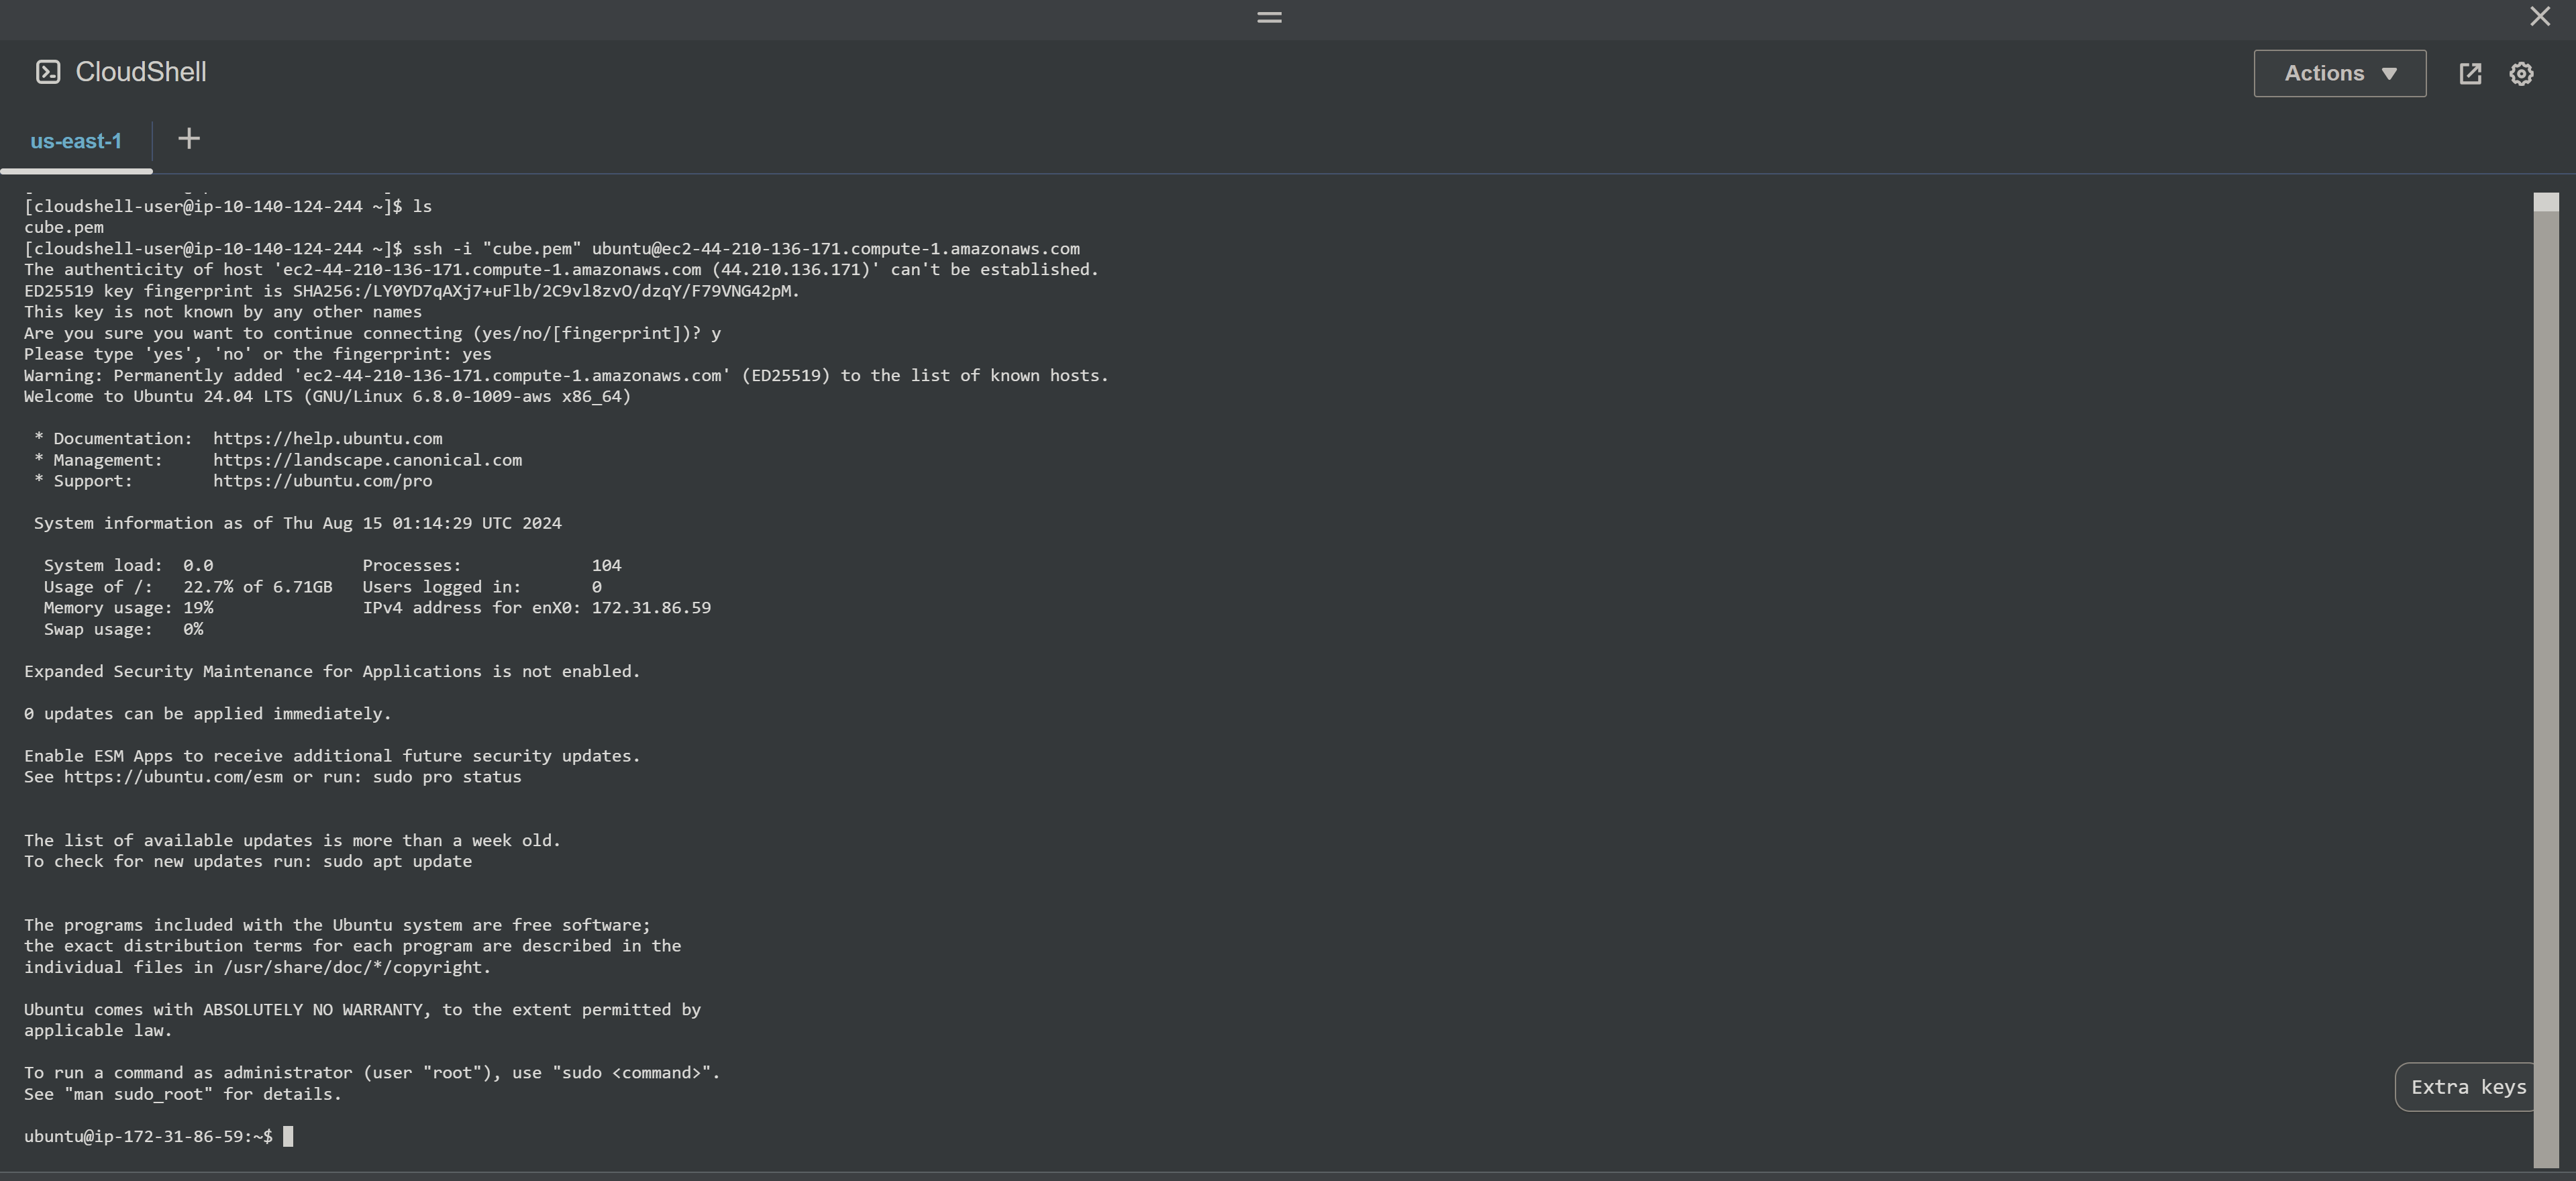 CloudShell
Actions
us-east-1
[cloudshell-user@ip-10-140-124-244 ~]$ ls
cube.pem
[cloudshell-user@ip-10-140-124-244 ~]$ ssh -i "cube.pem" ubuntu@ec2-44-210-136-171.compute-1.amazonaws.com
The authenticity of host 'ec2-44-210-136-171.compute-1.amazonaws.com (44.210.136.171)' can't be established.
ED25519 key fingerprint is SHA256:/LY0YD7qAXj7+uFlb/2C9vl8zvO/dzqY/F79VNG42pM.
This key is not known by any other names
Are you sure you want to continue connecting (yes/no/[fingerprint])? y
Please type 'yes', 'no' or the fingerprint: yes
Warning: Permanently added 'ec2-44-210-136-171.compute-1.amazonaws.com' (ED25519) to the list of known hosts.
Welcome to Ubuntu 24.04 LTS (GNU/Linux 6.8.0-1009-aws x86_64)
* Documentation:  https://help.ubuntu.com
* Management:     https://landscape.canonical.com
* Support:        https://ubuntu.com/pro
System information as of Thu Aug 15 01:14:29 UTC 2024
System load:  0.0               Processes:             104
Usage of /:   22.7% of 6.71GB   Users logged in:       0
Memory usage: 19%               IPv4 address for enX0: 172.31.86.59
Swap usage:   0%
Expanded Security Maintenance for Applications is not enabled.
0 updates can be applied immediately.
Enable ESM Apps to receive additional future security updates.
See https://ubuntu.com/esm or run: sudo pro status
The list of available updates is more than a week old.
To check for new updates run: sudo apt update
The programs included with the Ubuntu system are free software;
the exact distribution terms for each program are described in the
individual files in /usr/share/doc/*/copyright.
Ubuntu comes with ABSOLUTELY NO WARRANTY, to the extent permitted by
applicable law.
To run a command as administrator (user "root"), use "sudo <command>".
See "man sudo_root" for details.
Extra keys
ubuntu@ip-172-31-86-59:~$